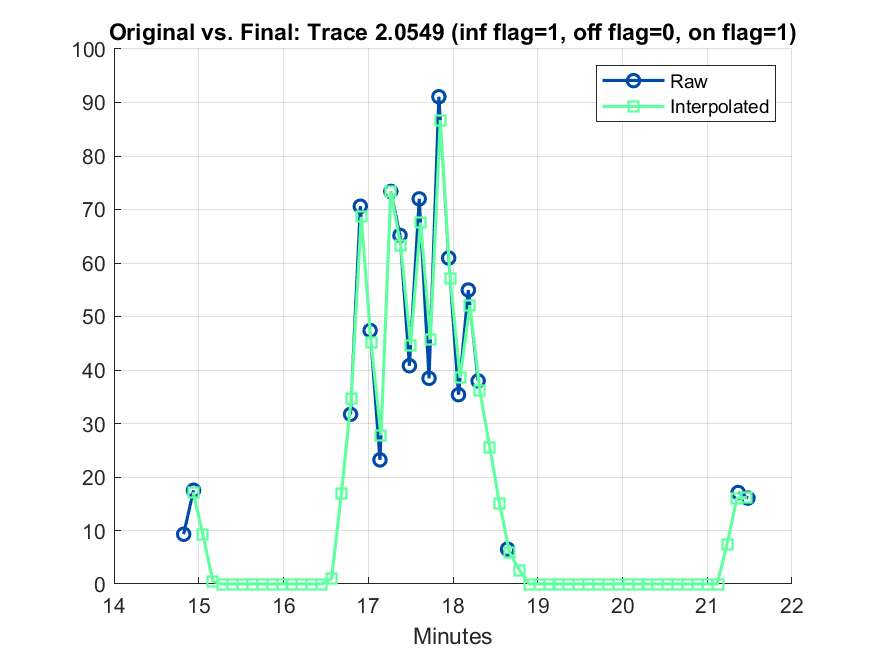 Original vs. Final: Trace 2.0549 (inf flag=1, off flag=0, on flag=1)
100
90
80
70
60
50
40
30
20
10
0
Raw
Interpolated
14 15 16 17 18 19 20 21 22
Minutes